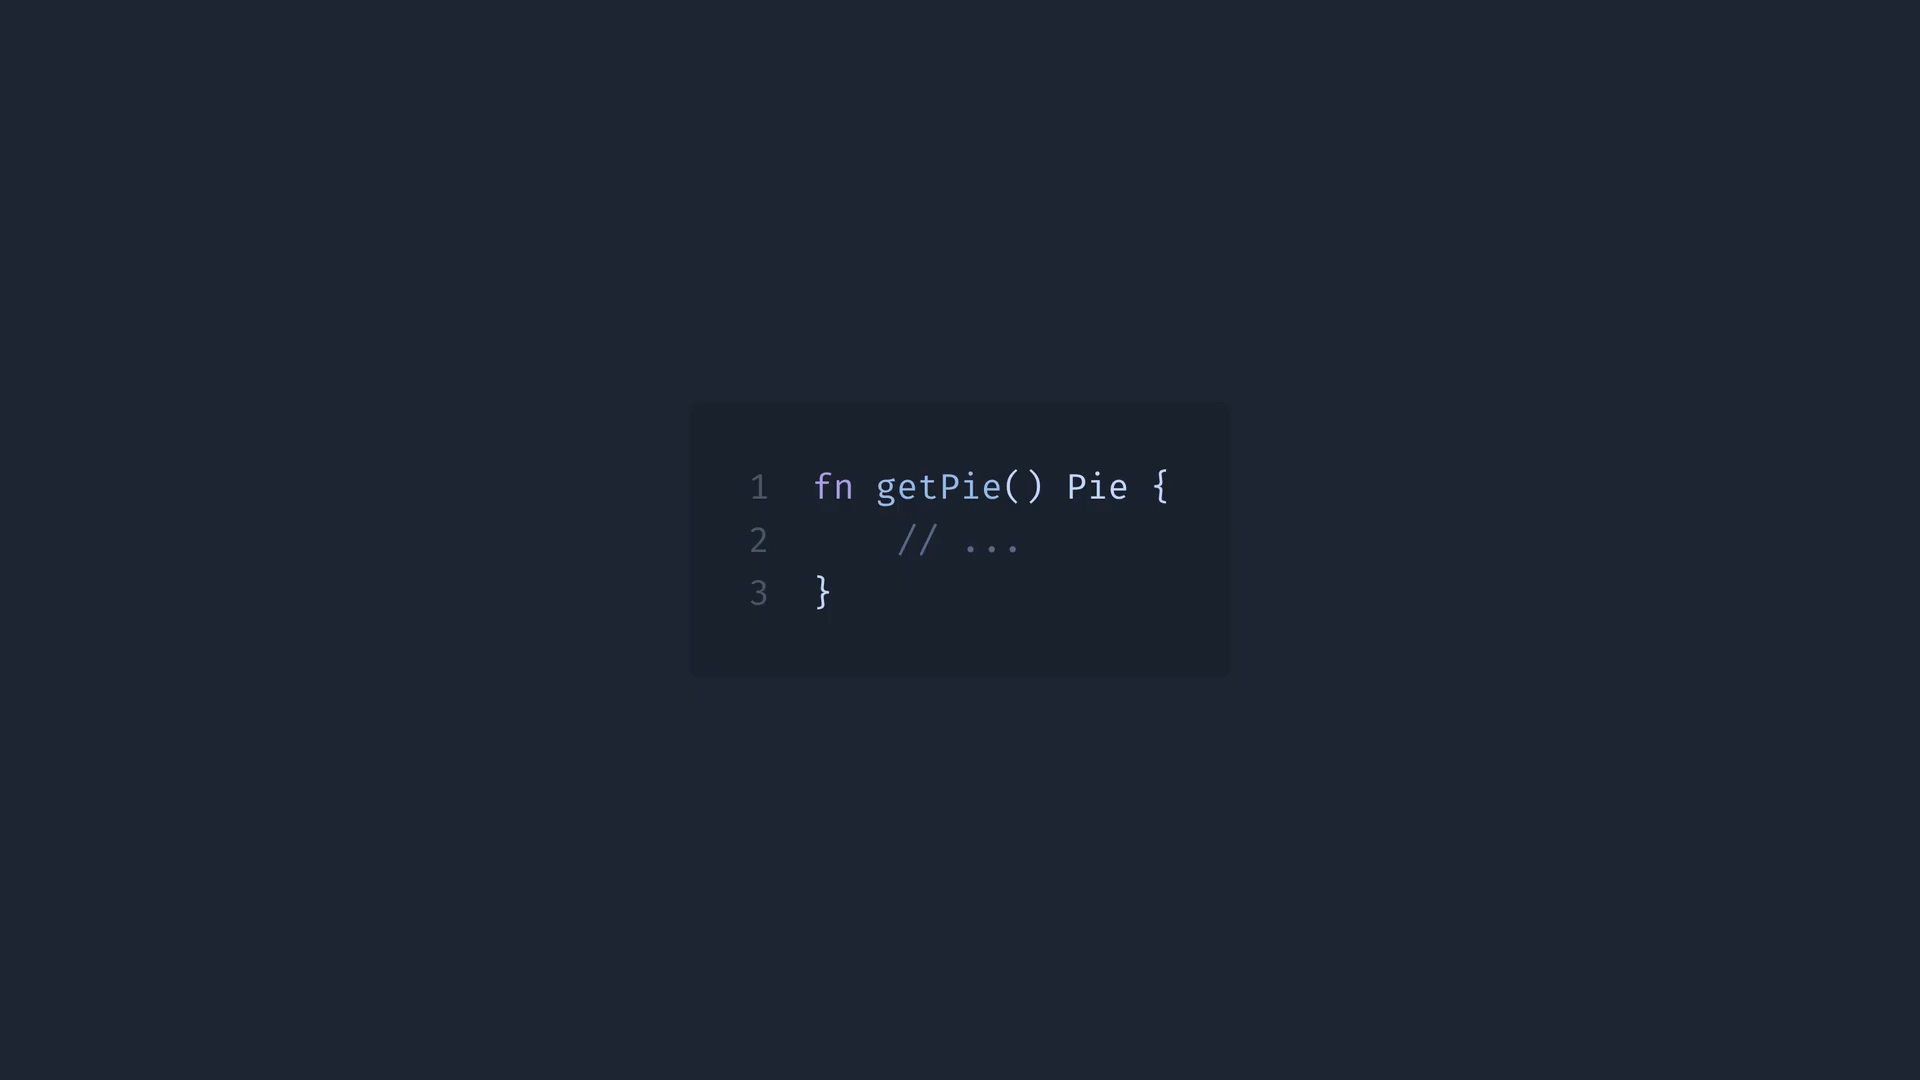 1 fn getPie() Pie {
2     // ...
3 }